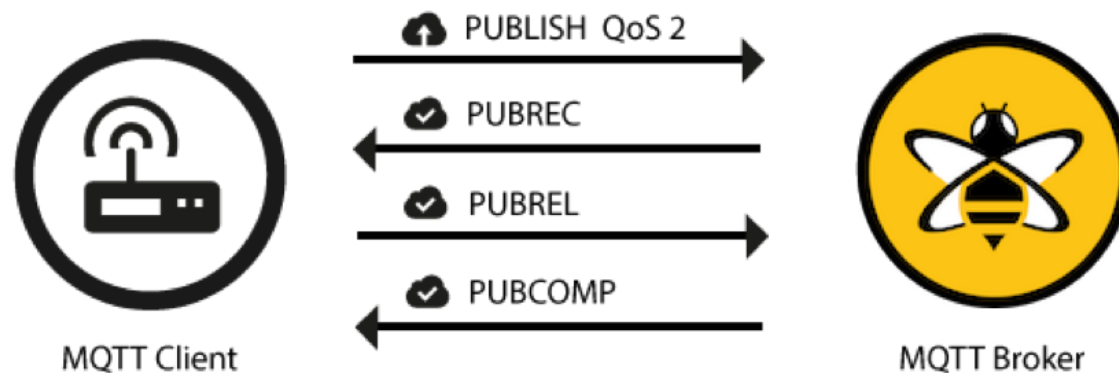 PUBLISH QoS 2
PUBREC
PUBREL
PUBCOMP
MQTT Client
MQTT Broker